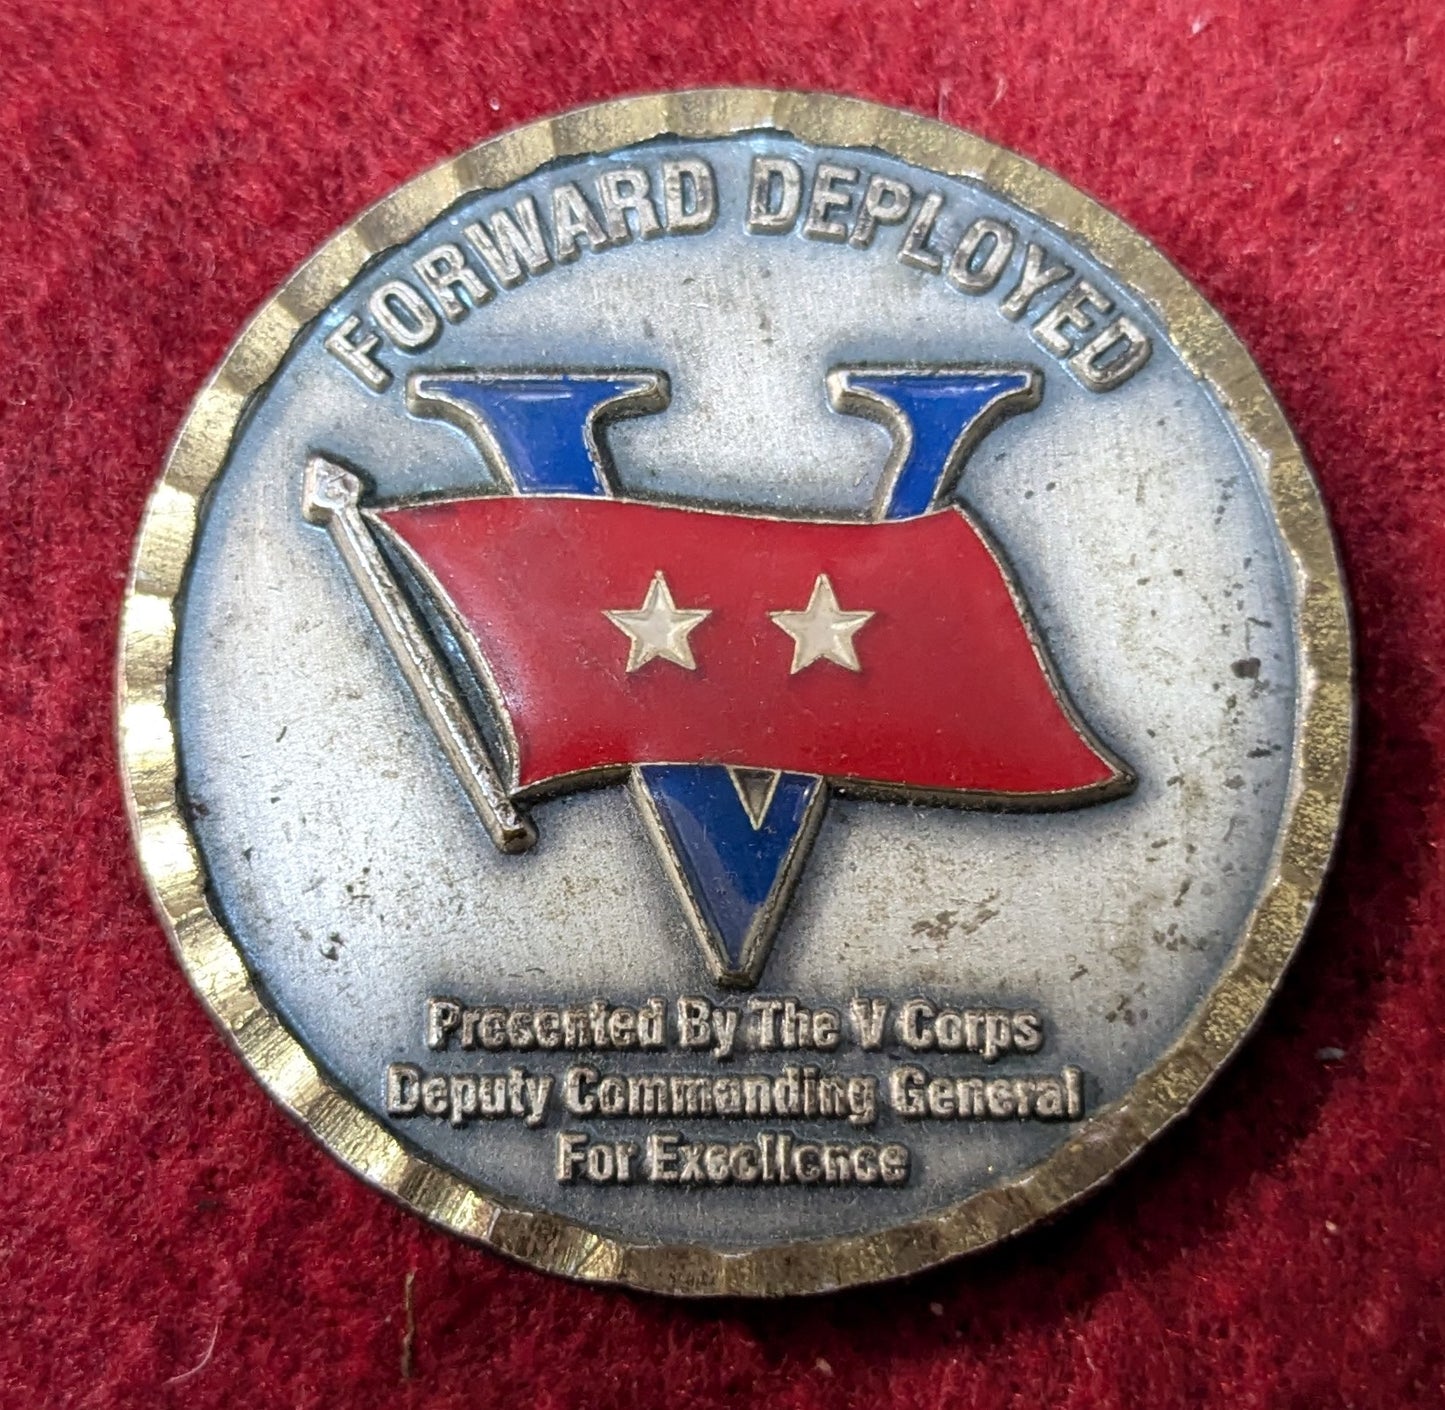 FORWARD DEPLOYED
V
Presented By The V Corps
Deputy Commanding General
For Excellence